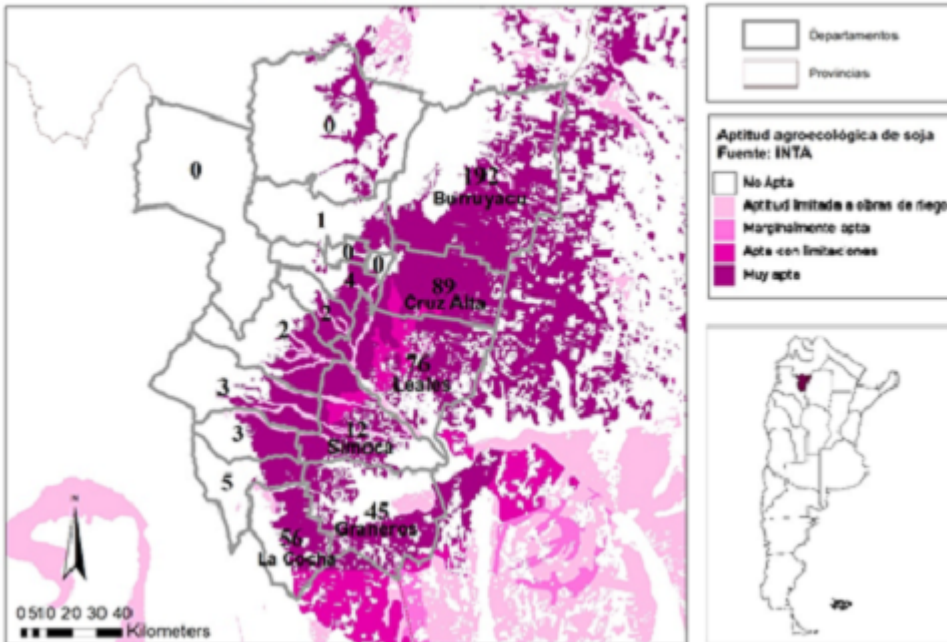 Departamentos
Provincias
Aptitud agroecológica de soja
Fuente: INTA
No Apta
Aptitud limitada a obras de riego
Marginalmente apta
Apta con limitaciones
Muy apta
0
0
192
Burruyacu
1
0
0
4
89
Cruz Alta
2
2
76
Leales
3
12
Simoca
3
5
45
Graneros
56
La Cocha
N
0 5 10 20 30 40
Kilometers